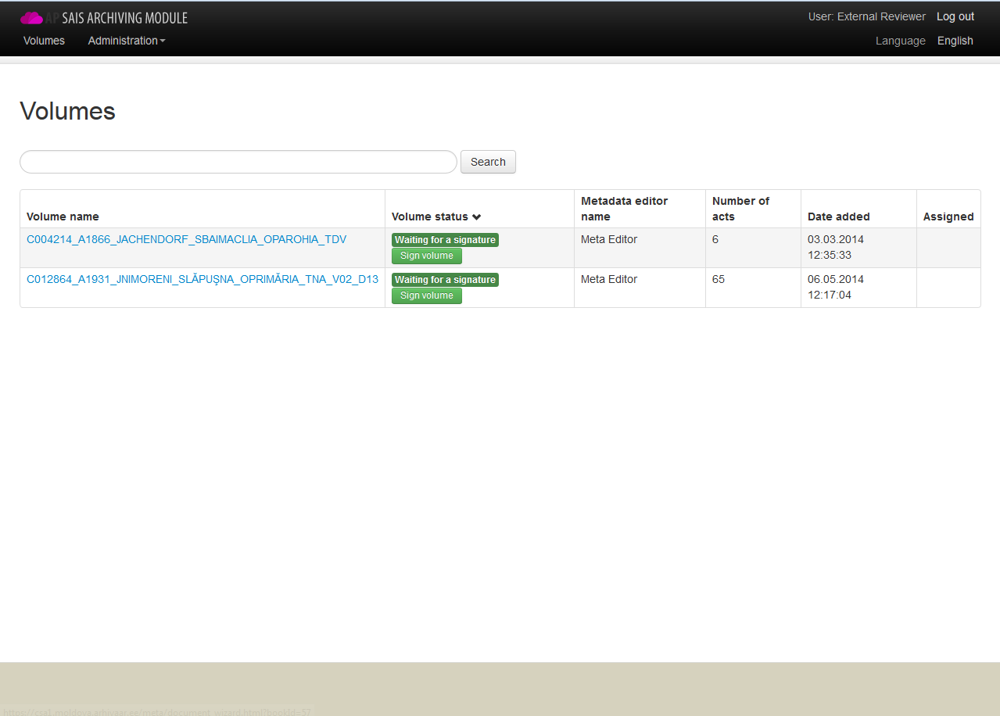 AP SAIS ARCHIVING MODULE
User: External Reviewer Log out
Volumes Administration
Language English
Volumes
Search
Volume name Volume status Metadata editor name Number of acts Date added Assigned
C004214_A1866_JACHENDORF_SBAIMACLIA_OPAROHIA_TDV Waiting for a signature Meta Editor 6 03.03.2014
Sign volume 12:35:33
C012864_A1931_JNIMORENI_SLĂPUŞNA_OPRIMĂRIA_TNA_V02_D13 Waiting for a signature Meta Editor 65 06.05.2014
Sign volume 12:17:04